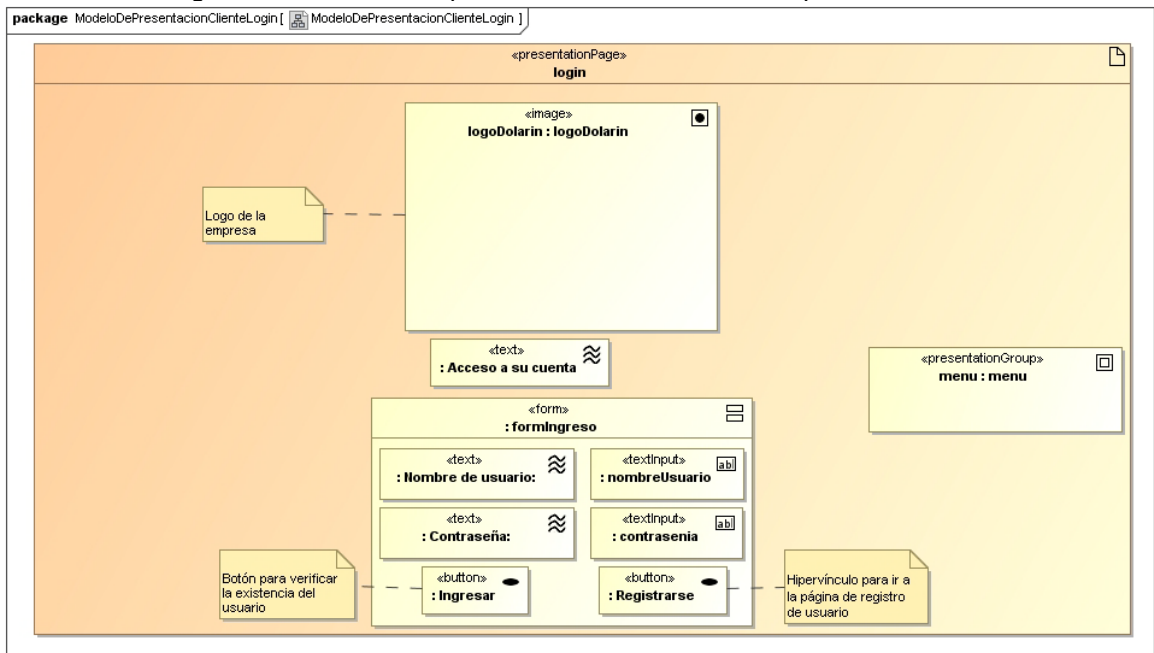 package ModeloDePresentacionClienteLogin [ ModeloDePresentacionClienteLogin ]
«presentationPage»
login
«image»
logoDolarin : logoDolarin
Logo de la
empresa
«text»
: Acceso a su cuenta
«presentationGroup»
menu : menu
«form»
: formIngreso
«text»
: Nombre de usuario:
«textInput»
: nombreUsuario
«text»
: Contraseña:
«textInput»
: contrasenia
Botón para verificar
la existencia del
usuario
«button»
: Ingresar
«button»
: Registrarse
Hipervínculo para ir a
la página de registro
de usuario